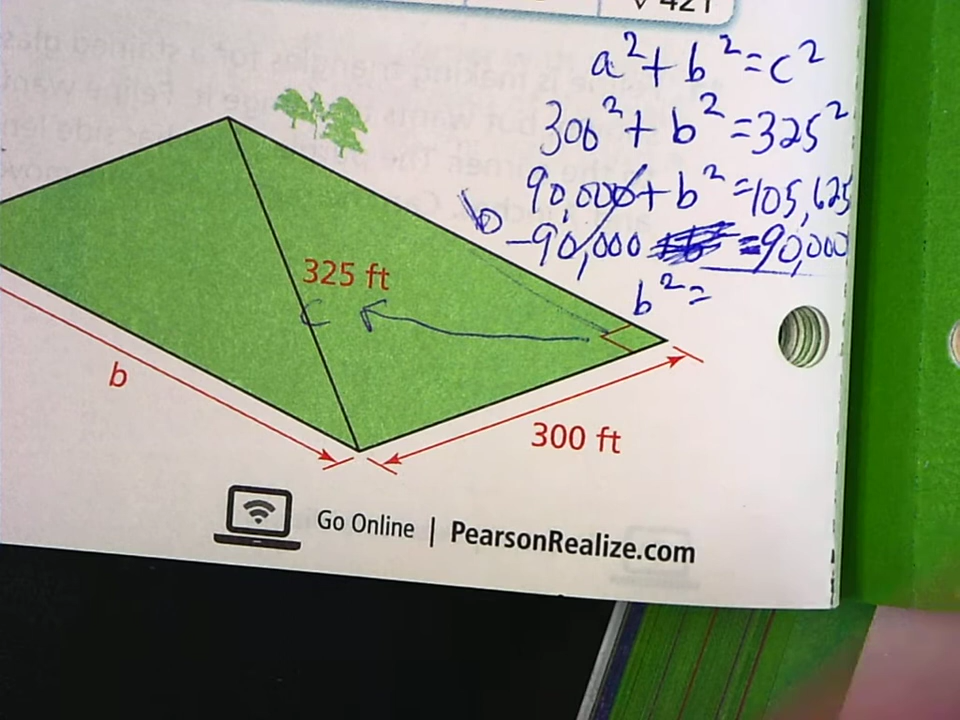 √421
a² + b² = c²
300² + b² = 325²
90,000 + b² = 105,625
b
-90,000 = 90,000
b² =
325 ft
c
b
300 ft
Go Online | PearsonRealize.com